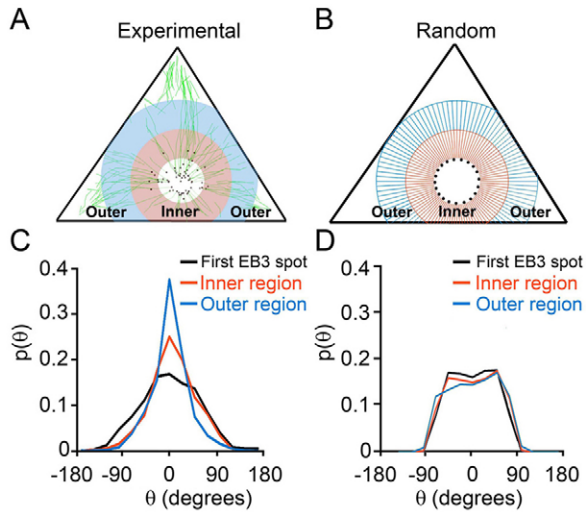 A
Experimental
Outer
Inner
Outer
B
Random
Outer
Inner
Outer
C
First EB3 spot
Inner region
Outer region
p(θ)
0.4
0.3
0.2
0.1
0
-180 -90 0 90 180
θ (degrees)
D
First EB3 spot
Inner region
Outer region
p(θ)
0.4
0.3
0.2
0.1
0
-180 -90 0 90 180
θ (degrees)